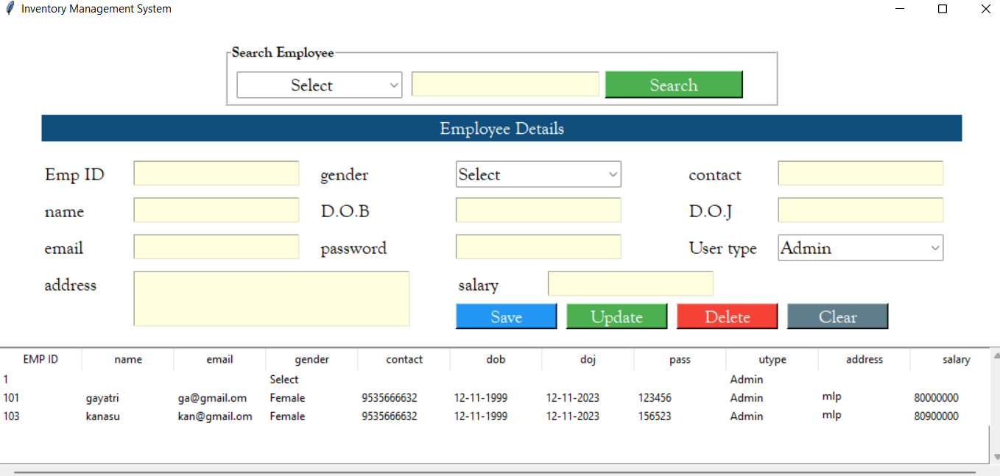 Inventory Management System
Search Employee
Select Search
Employee Details
Emp ID gender Select contact
name D.O.B D.O.J
email password User type Admin
address salary
Save Update Delete Clear
EMP ID name email gender contact dob doj pass utype address salary
1 Select Admin
101 gayatri ga@gmail.om Female 9535666632 12-11-1999 12-11-2023 123456 Admin mlp 80000000
103 kanasu kan@gmail.om Female 9535666632 12-11-1999 12-11-2023 156523 Admin mlp 80900000